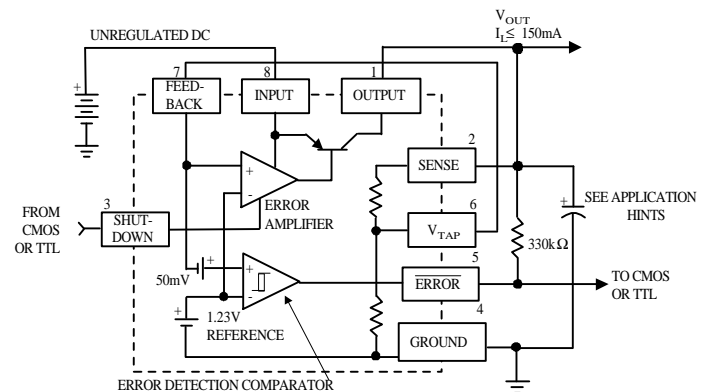 V_OUT
I_L≤ 150mA
UNREGULATED DC
7
8
1
+
FEED-
BACK
INPUT
OUTPUT
2
SENSE
+
-
ERROR
AMPLIFIER
3
SHUT-
DOWN
FROM
CMOS
OR TTL
6
V_TAP
+
SEE APPLICATION
HINTS
330kΩ
+
50mV
+
-
5
ERROR
TO CMOS
OR TTL
+
1.23V
REFERENCE
4
GROUND
ERROR DETECTION COMPARATOR